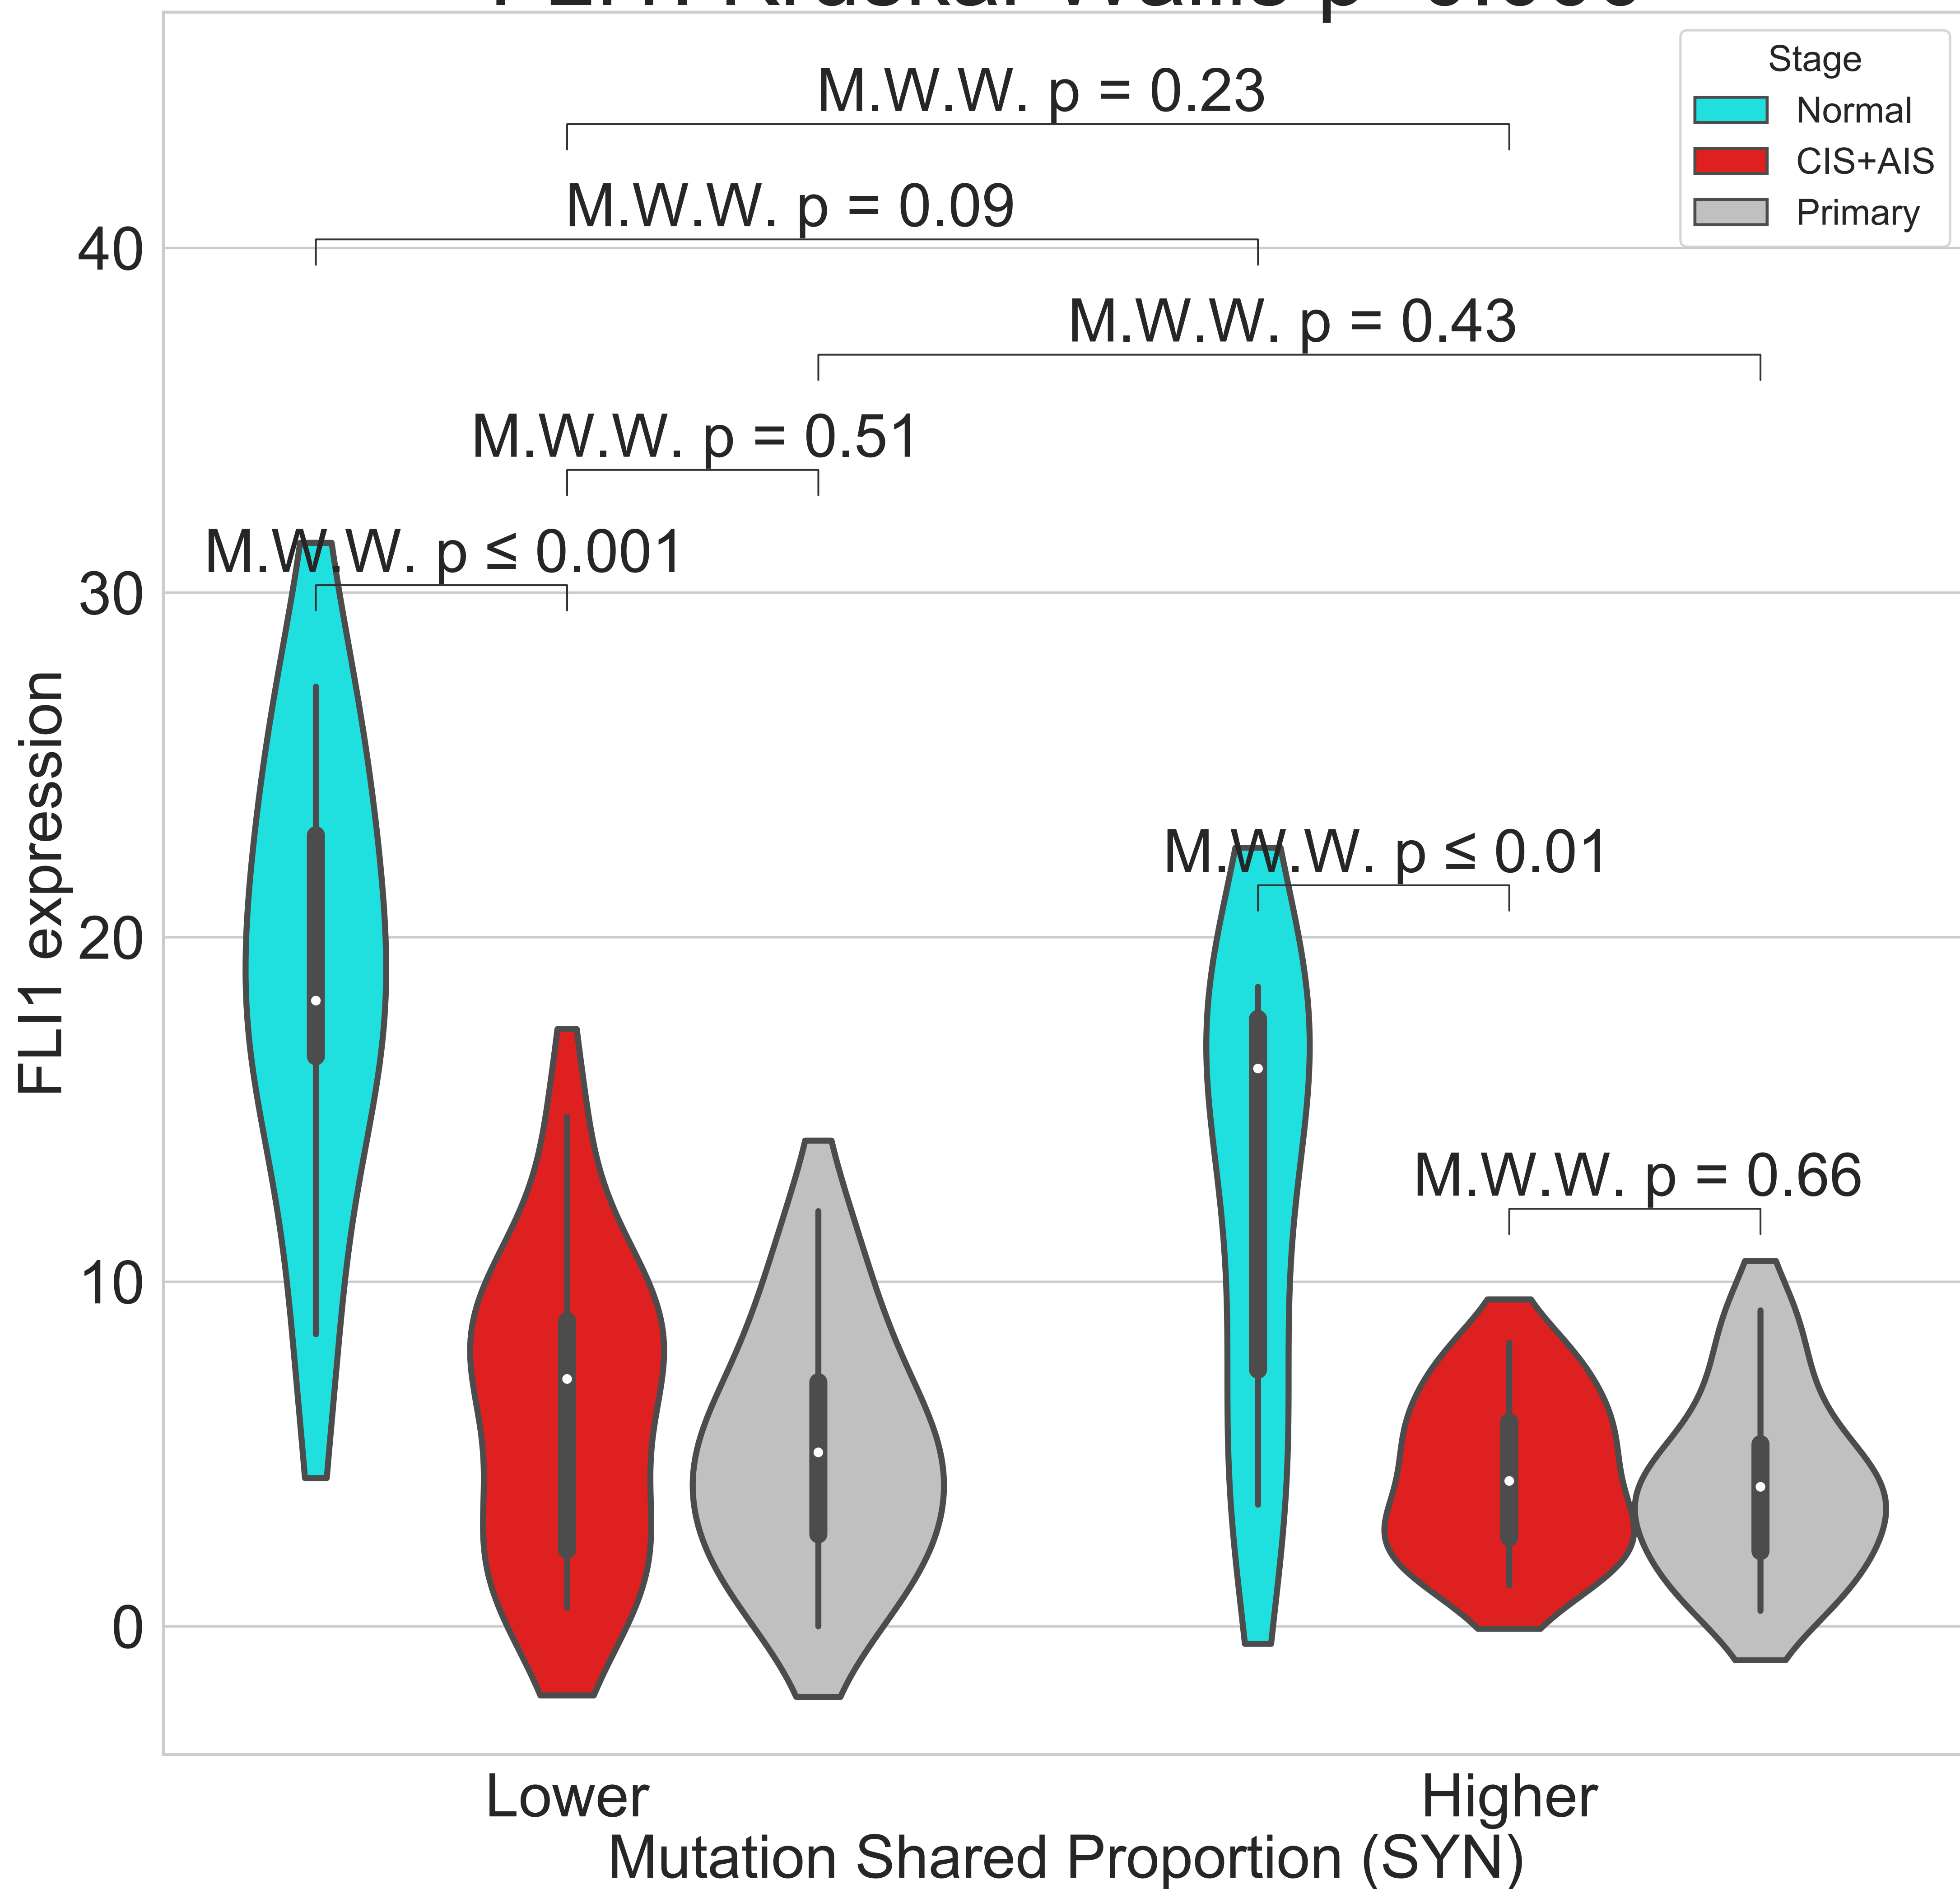 Stage
Normal
CIS+AIS
Primary
M.W.W. p = 0.23
M.W.W. p = 0.09
M.W.W. p = 0.43
M.W.W. p = 0.51
M.W.W. p ≤ 0.001
M.W.W. p ≤ 0.01
M.W.W. p = 0.66
FLI1 expression
40
30
20
10
0
Lower
Higher
Mutation Shared Proportion (SYN)